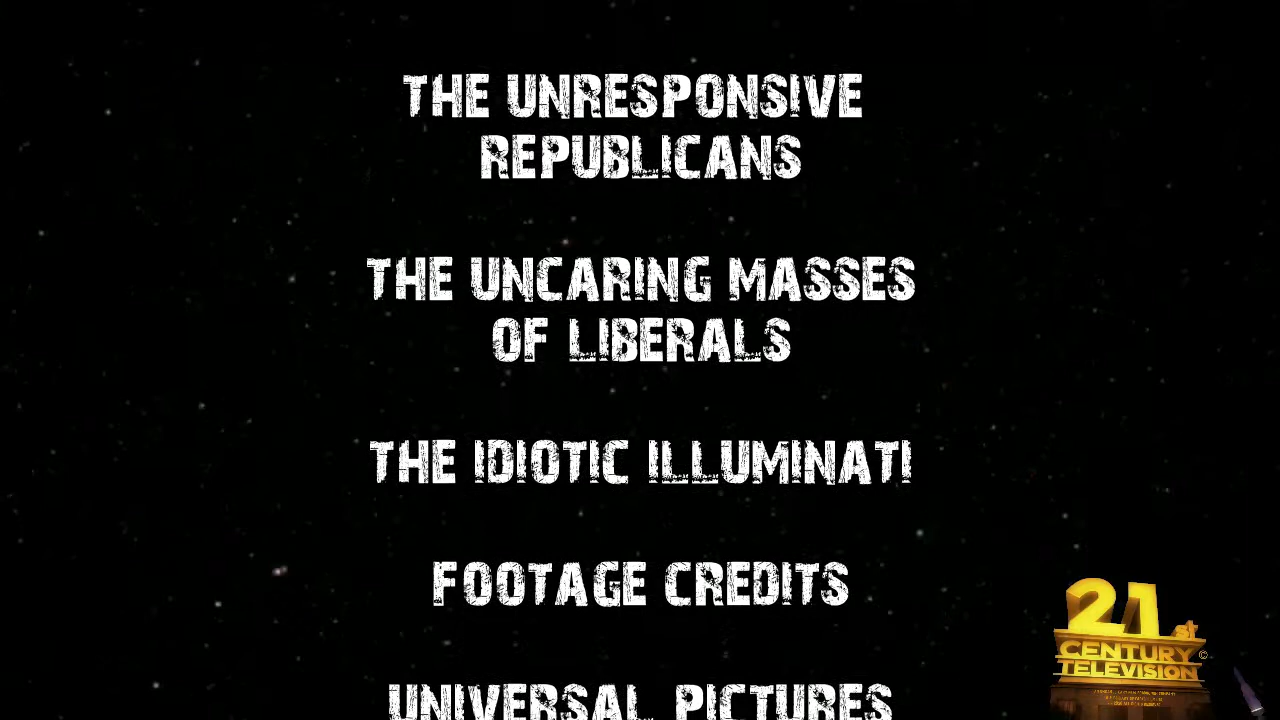 THE UNRESPONSIVE
REPUBLICANS
THE UNCARING MASSES
OF LIBERALS
THE IDIOTIC ILLUMINATI
FOOTAGE CREDITS
UNIVERSAL PICTURES
21st
CENTURY
TELEVISION
©